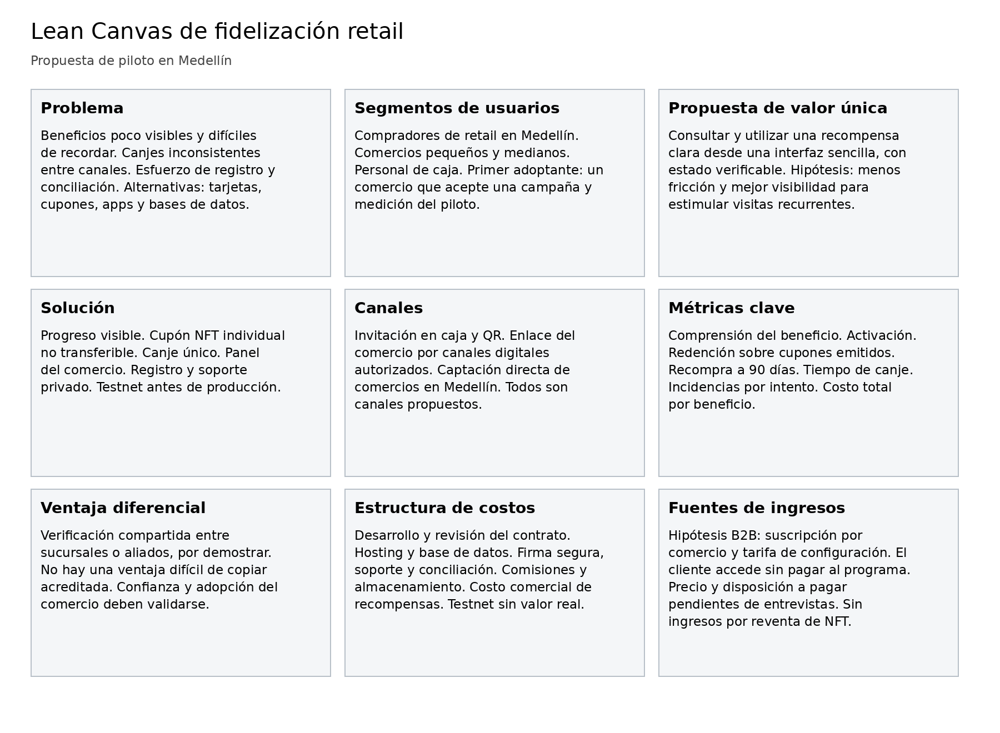 Lean Canvas de fidelización retail
Propuesta de piloto en Medellín
Problema
Beneficios poco visibles y difíciles
de recordar. Canjes inconsistentes
entre canales. Esfuerzo de registro y
conciliación. Alternativas: tarjetas,
cupones, apps y bases de datos.
Segmentos de usuarios
Compradores de retail en Medellín.
Comercios pequeños y medianos.
Personal de caja. Primer adoptante: un
comercio que acepte una campaña y
medición del piloto.
Propuesta de valor única
Consultar y utilizar una recompensa
clara desde una interfaz sencilla, con
estado verificable. Hipótesis: menos
fricción y mejor visibilidad para
estimular visitas recurrentes.
Solución
Progreso visible. Cupón NFT individual
no transferible. Canje único. Panel
del comercio. Registro y soporte
privado. Testnet antes de producción.
Canales
Invitación en caja y QR. Enlace del
comercio por canales digitales
autorizados. Captación directa de
comercios en Medellín. Todos son
canales propuestos.
Métricas clave
Comprensión del beneficio. Activación.
Redención sobre cupones emitidos.
Recompra a 90 días. Tiempo de canje.
Incidencias por intento. Costo total
por beneficio.
Ventaja diferencial
Verificación compartida entre
sucursales o aliados, por demostrar.
No hay una ventaja difícil de copiar
acreditada. Confianza y adopción del
comercio deben validarse.
Estructura de costos
Desarrollo y revisión del contrato.
Hosting y base de datos. Firma segura,
soporte y conciliación. Comisiones y
almacenamiento. Costo comercial de
recompensas. Testnet sin valor real.
Fuentes de ingresos
Hipótesis B2B: suscripción por
comercio y tarifa de configuración. El
cliente accede sin pagar al programa.
Precio y disposición a pagar
pendientes de entrevistas. Sin
ingresos por reventa de NFT.